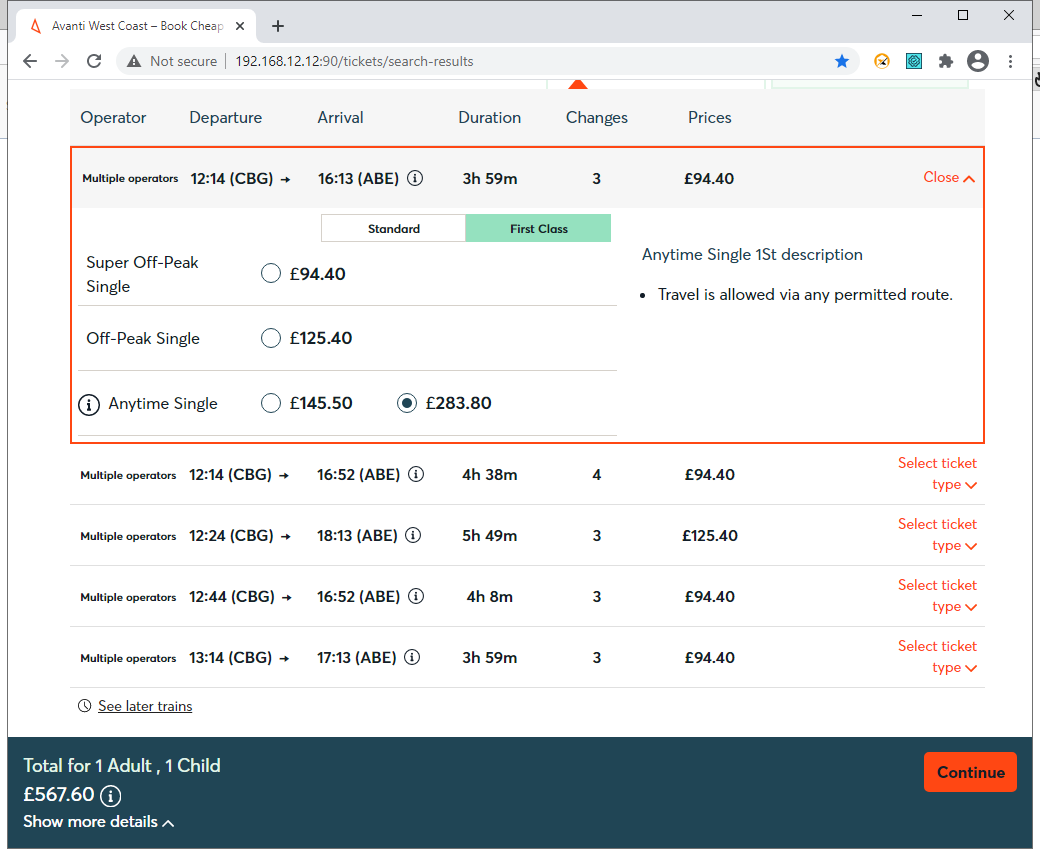 Avanti West Coast – Book Cheap
Not secure 192.168.12.12:90/tickets/search-results
Operator Departure Arrival Duration Changes Prices
Multiple operators 12:14 (CBG) → 16:13 (ABE) 3h 59m 3 £94.40 Close
Standard First Class
Super Off-Peak
Single
£94.40
Off-Peak Single £125.40
Anytime Single £145.50 £283.80
Anytime Single 1St description
• Travel is allowed via any permitted route.
Multiple operators 12:14 (CBG) → 16:52 (ABE) 4h 38m 4 £94.40 Select ticket
type
Multiple operators 12:24 (CBG) → 18:13 (ABE) 5h 49m 3 £125.40 Select ticket
type
Multiple operators 12:44 (CBG) → 16:52 (ABE) 4h 8m 3 £94.40 Select ticket
type
Multiple operators 13:14 (CBG) → 17:13 (ABE) 3h 59m 3 £94.40 Select ticket
type
See later trains
Total for 1 Adult , 1 Child
£567.60
Show more details
Continue